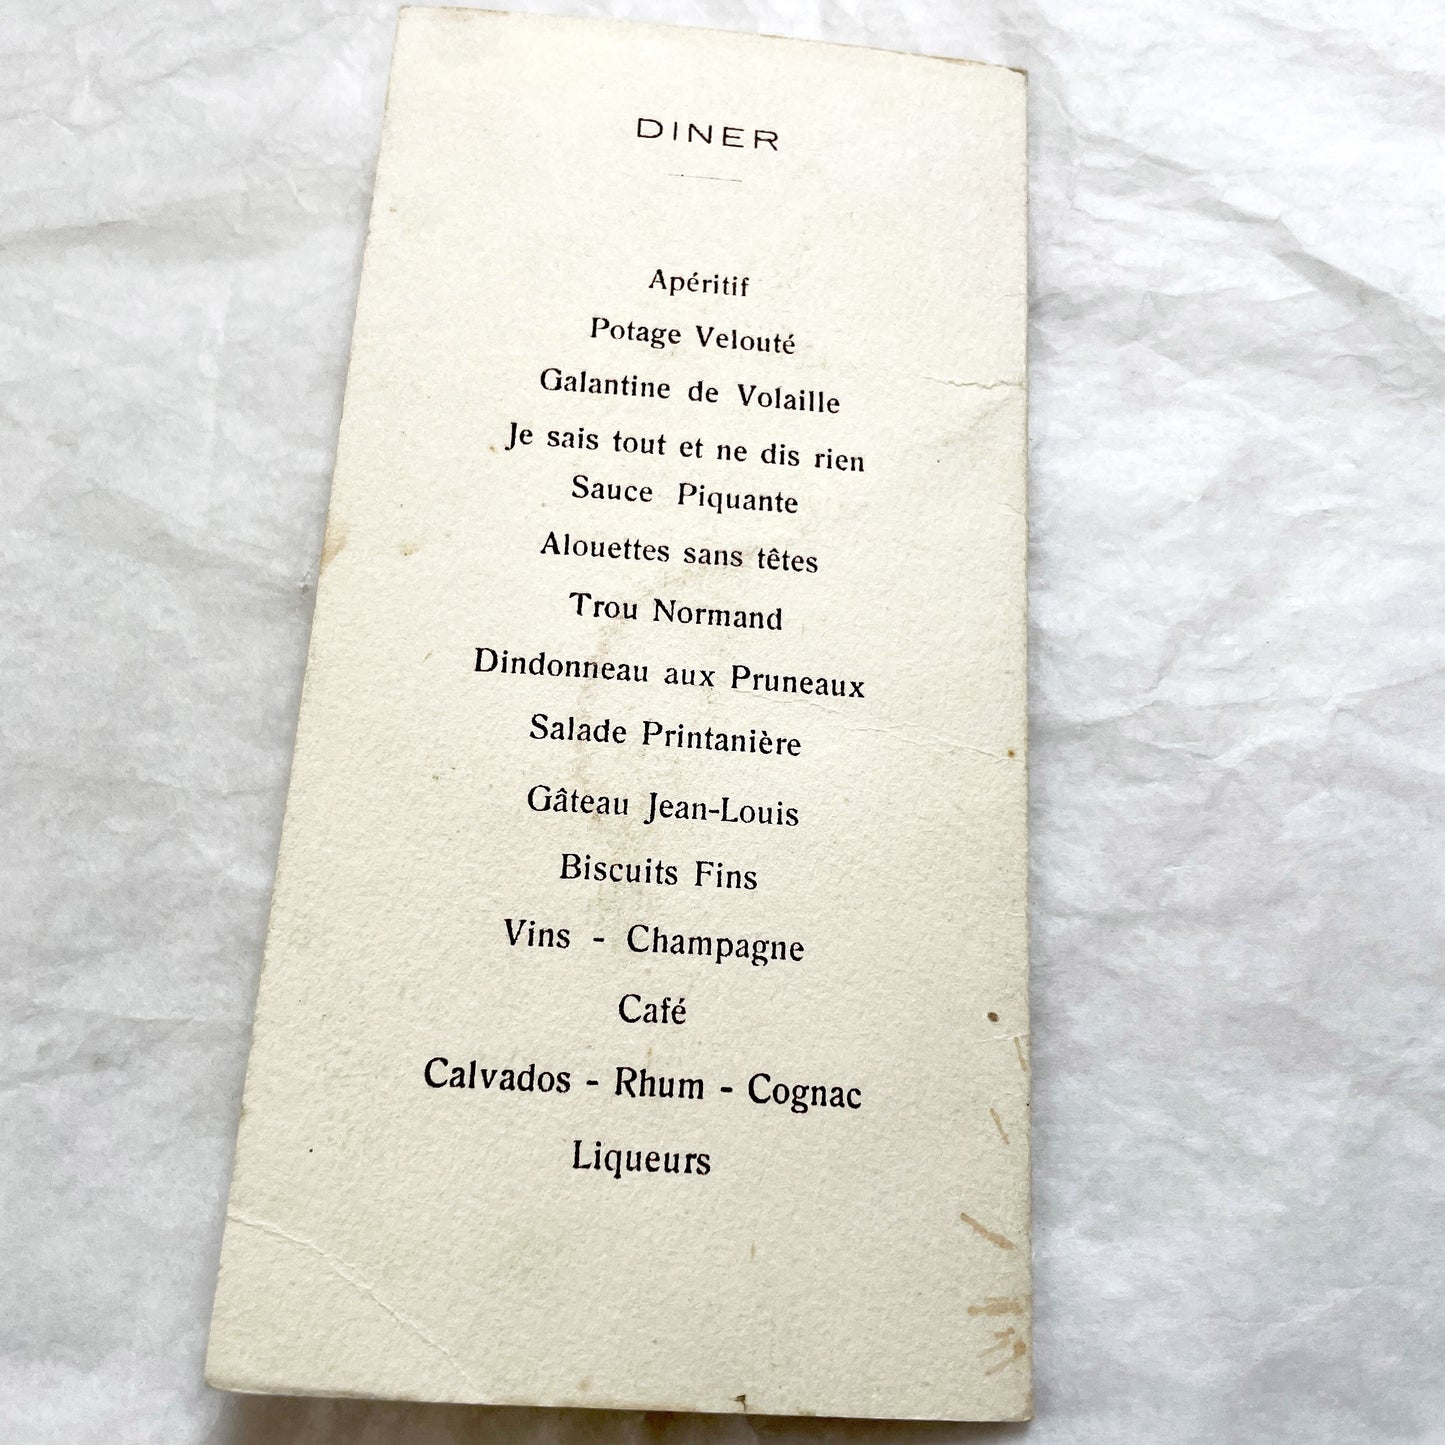 DINER
Apéritif
Potage Velouté
Galantine de Volaille
Je sais tout et ne dis rien
Sauce Piquante
Alouettes sans têtes
Trou Normand
Dindonneau aux Pruneaux
Salade Printanière
Gâteau Jean-Louis
Biscuits Fins
Vins - Champagne
Café
Calvados - Rhum - Cognac
Liqueurs